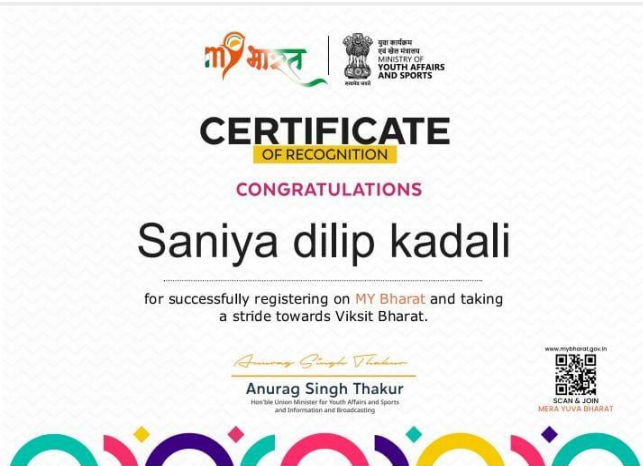 my भारत
युवा कार्यक्रम
एवं खेल मंत्रालय
MINISTRY OF
YOUTH AFFAIRS
AND SPORTS
सत्यमेव जयते
CERTIFICATE
OF RECOGNITION
CONGRATULATIONS
Saniya dilip kadali
for successfully registering on MY Bharat and taking
a stride towards Viksit Bharat.
Anurag Singh Thakur
Anurag Singh Thakur
Hon'ble Union Minister for Youth Affairs and Sports
and Information and Broadcasting
www.mybharat.gov.in
SCAN & JOIN
MERA YUVA BHARAT